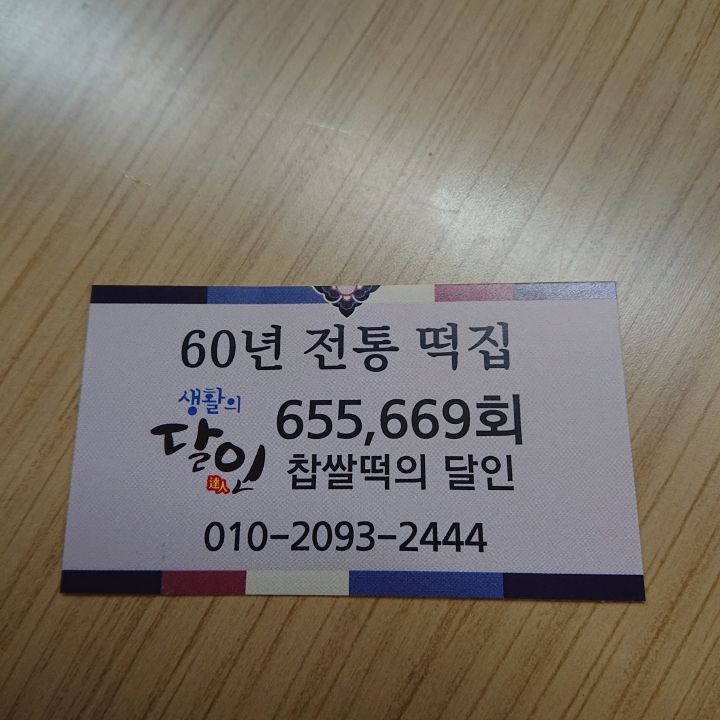 60년 전통 떡집
생활의
달인
達人
655,669회
찹쌀떡의 달인
010-2093-2444